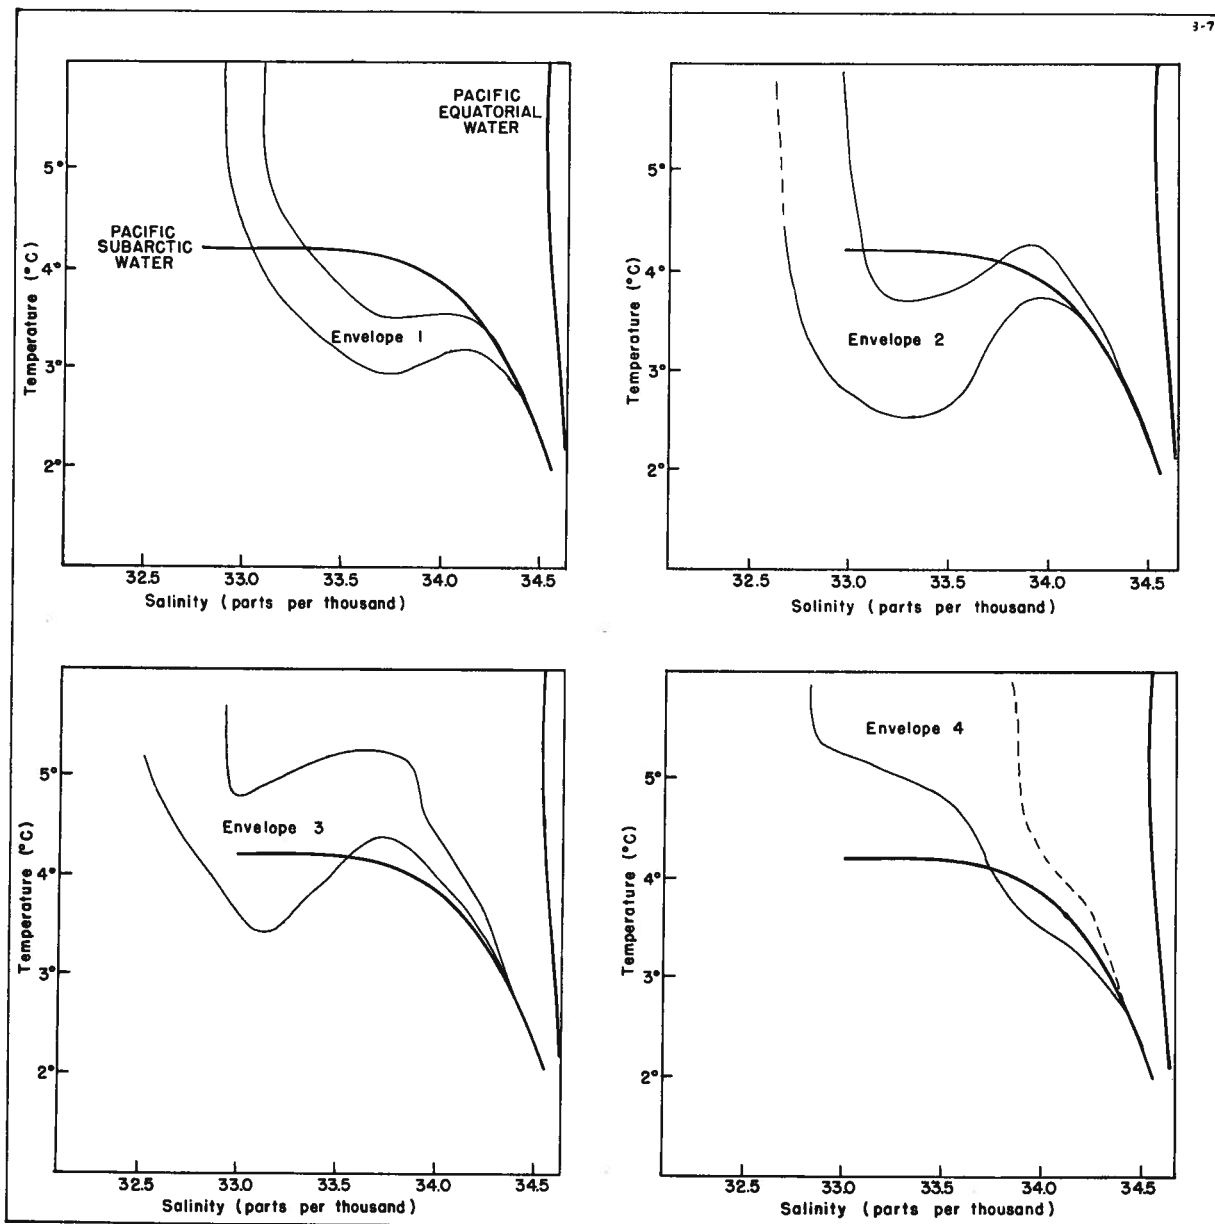 3-7
PACIFIC
EQUATORIAL
WATER
PACIFIC
SUBARCTIC
WATER
Envelope 1
Temperature (°C)
5°
4°
3°
2°
32.5 33.0 33.5 34.0 34.5
Salinity (parts per thousand)
Envelope 2
Temperature (°C)
5°
4°
3°
2°
32.5 33.0 33.5 34.0 34.5
Salinity (parts per thousand)
Envelope 3
Temperature (°C)
5°
4°
3°
2°
32.5 33.0 33.5 34.0 34.5
Salinity (parts per thousand)
Envelope 4
Temperature (°C)
5°
4°
3°
2°
32.5 33.0 33.5 34.0 34.5
Salinity (parts per thousand)